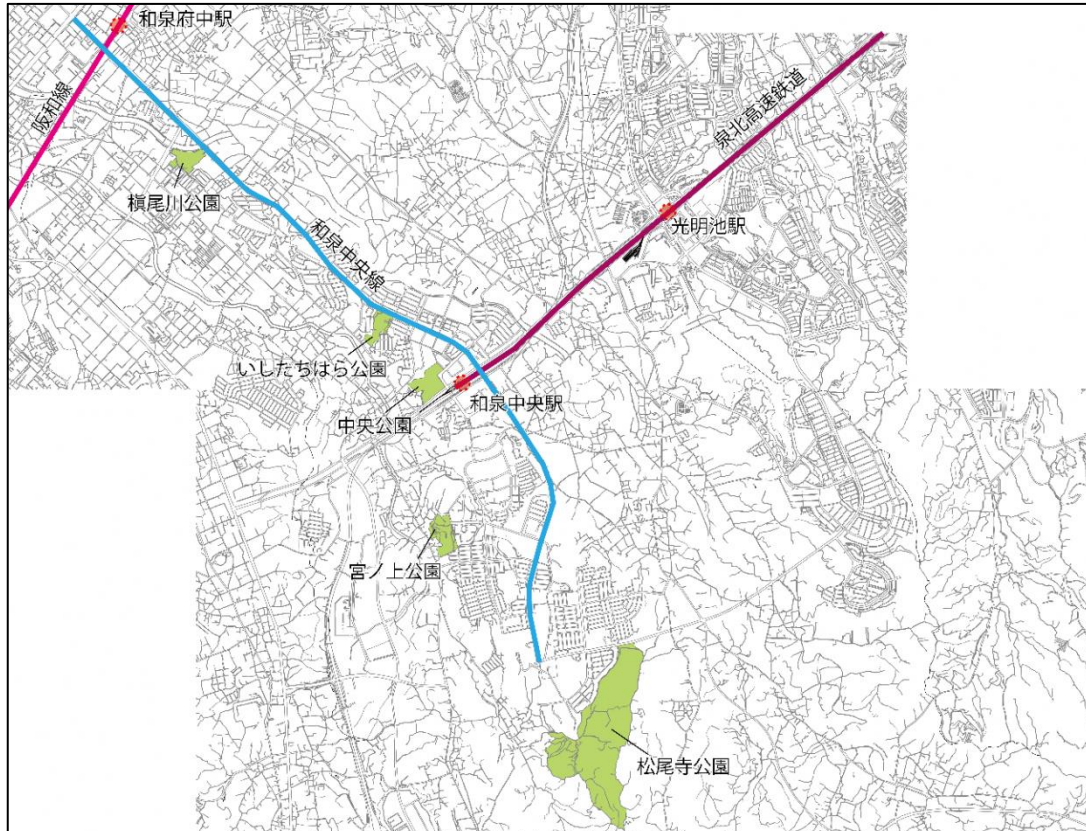 和泉府中駅
阪和線
泉北高速鉄道
槇尾川公園
光明池駅
和泉中央線
いしたちはら公園
中央公園
和泉中央駅
宮ノ上公園
松尾寺公園